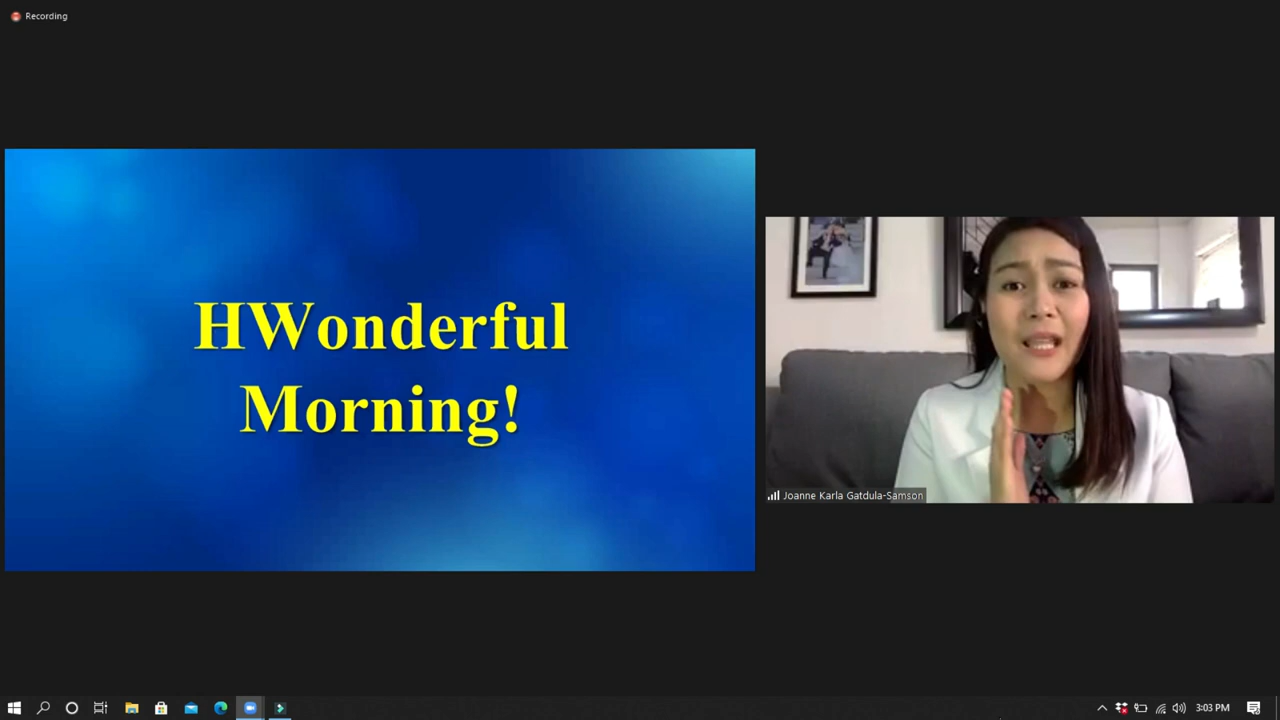 Recording
HWonderful
Morning!
Joanne Karla Gatdula-Samson
3:03 PM